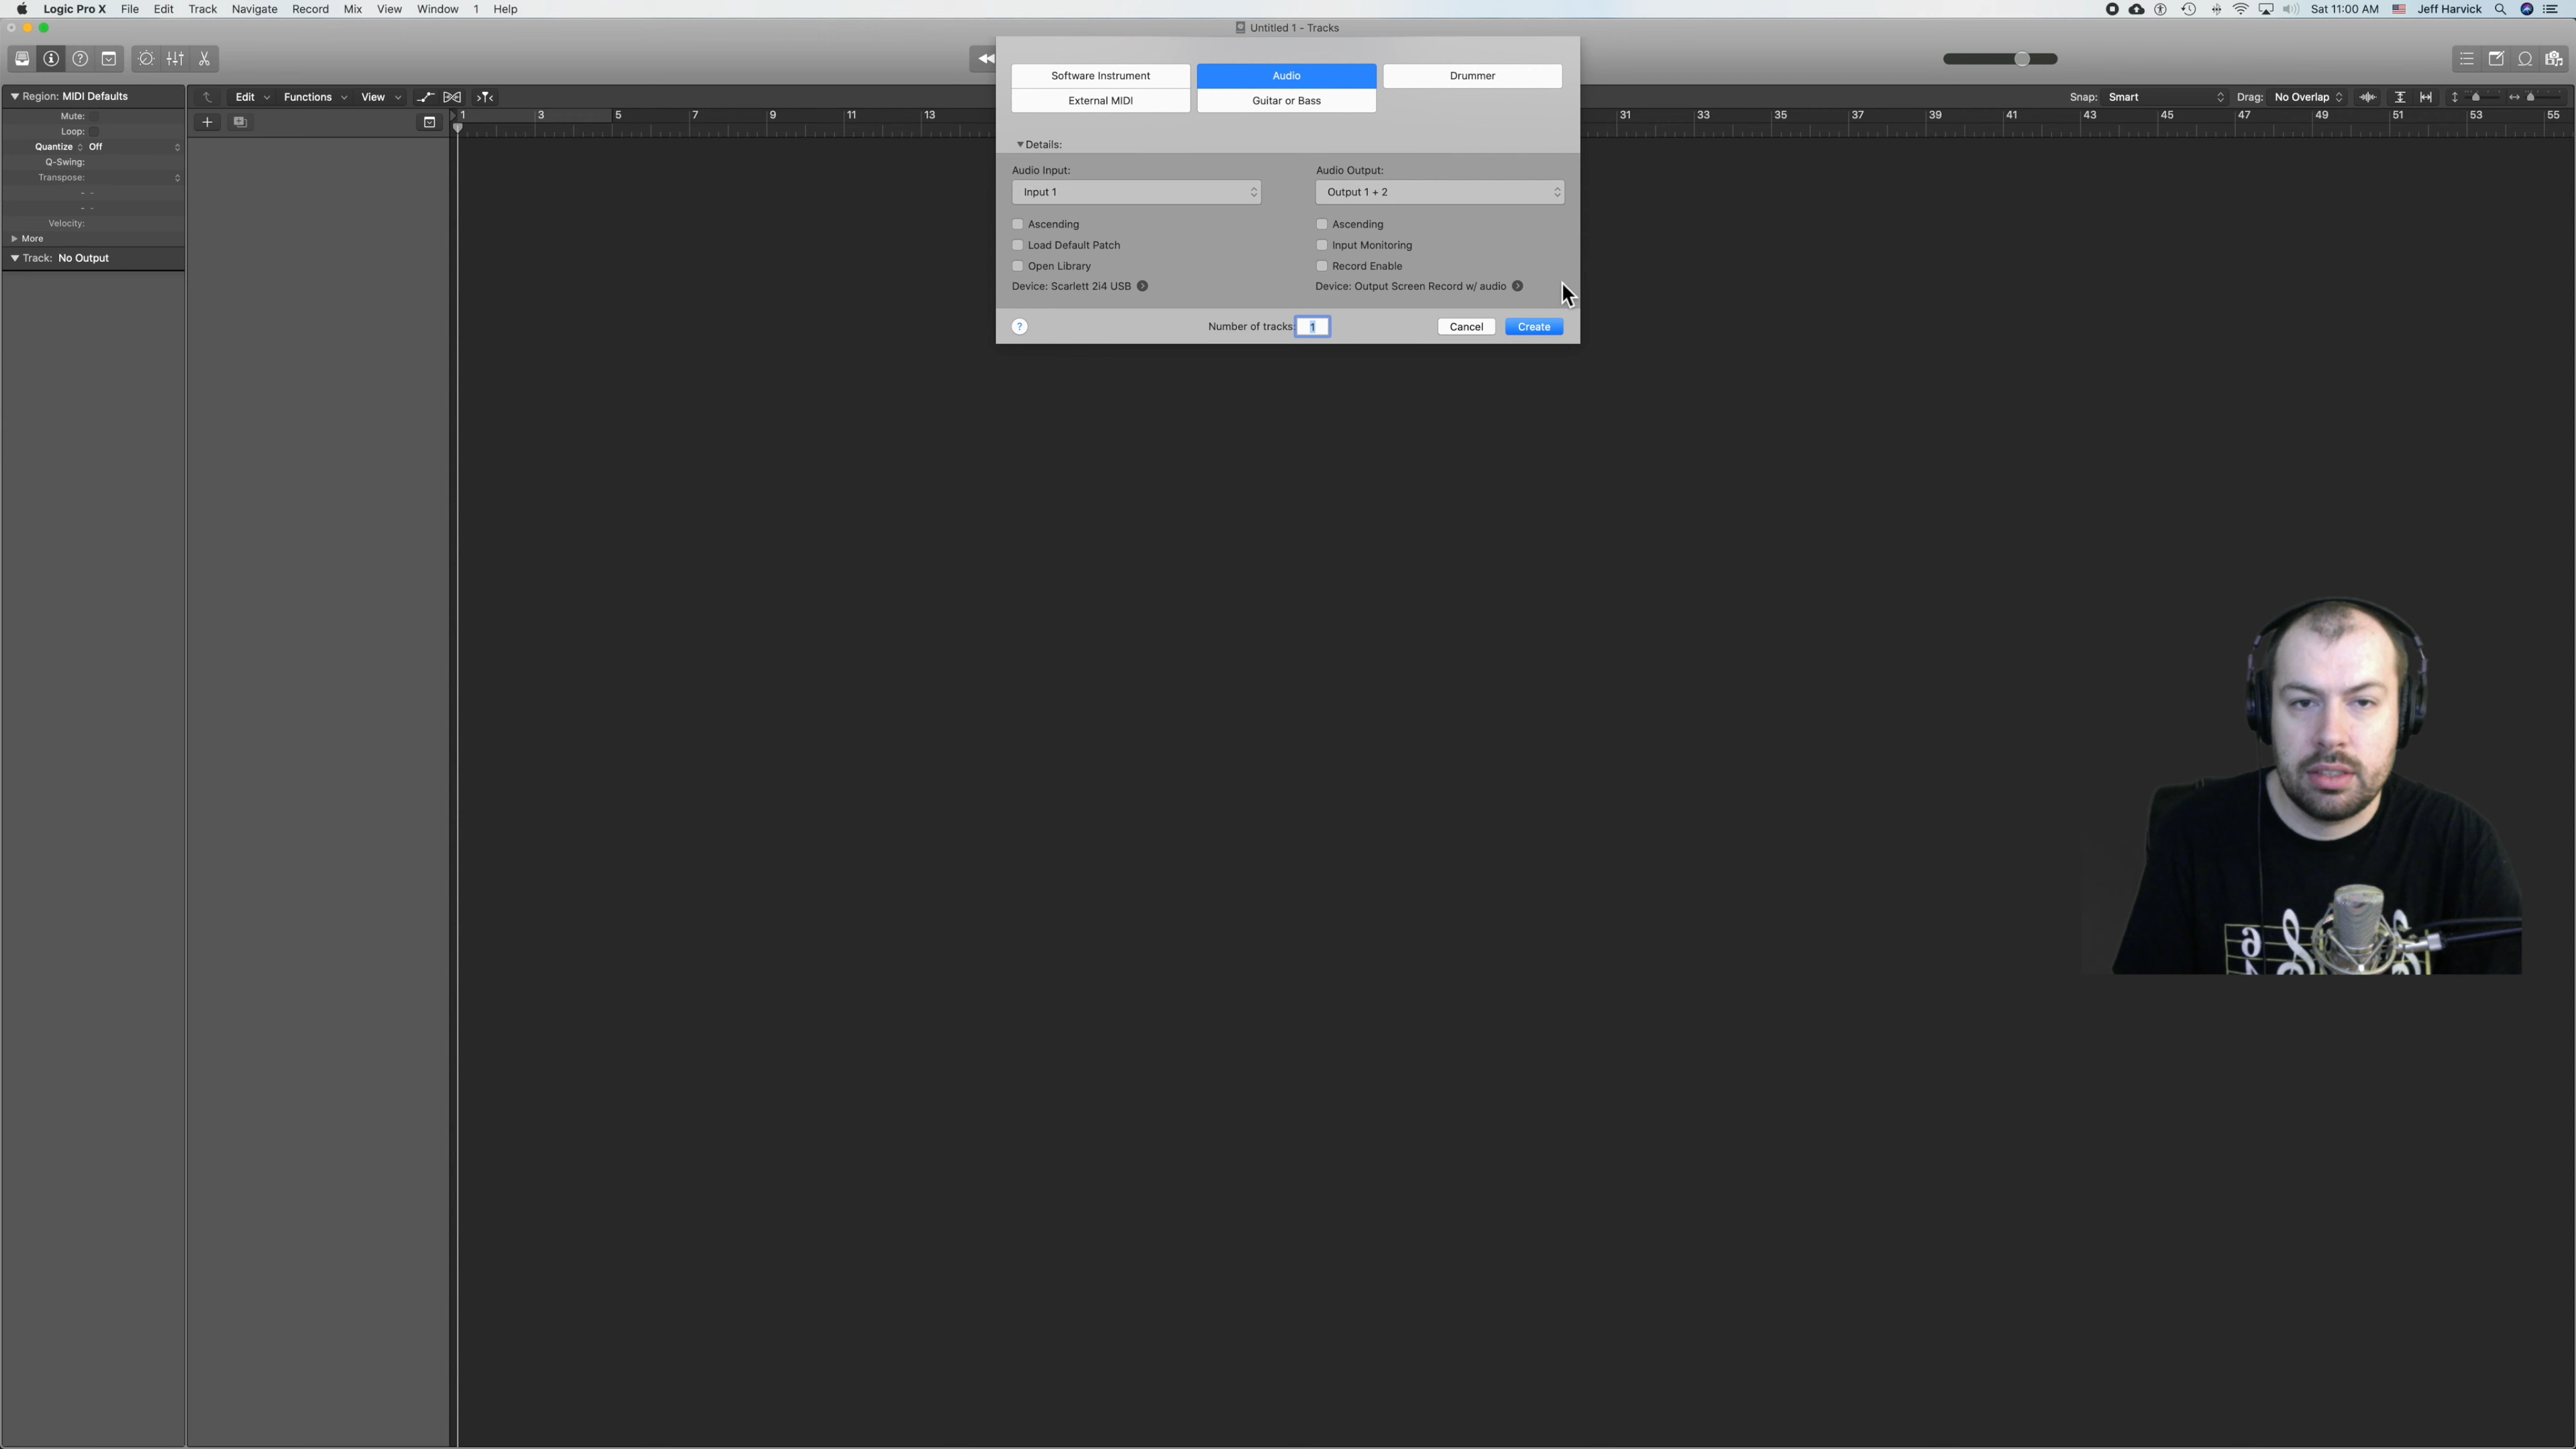 Logic Pro X File Edit Track Navigate Record Mix View Window 1 Help Sat 11:00 AM Jeff Harvick
Untitled 1 - Tracks
Software Instrument Audio Drummer
External MIDI Guitar or Bass
Region: MIDI Defaults
Edit Functions View Snap: Smart Drag: No Overlap
Mute:
1 3 5 7 9 11 13 31 33 35 37 39 41 43 45 47 49 51 53 55
Loop:
Quantize Off
Q-Swing:
Transpose:
- -
- -
Velocity:
More
Track: No Output
Details:
Audio Input: Audio Output:
Input 1 Output 1 + 2
Ascending Ascending
Load Default Patch Input Monitoring
Open Library Record Enable
Device: Scarlett 2i4 USB Device: Output Screen Record w/ audio
? Number of tracks: 1 Cancel Create